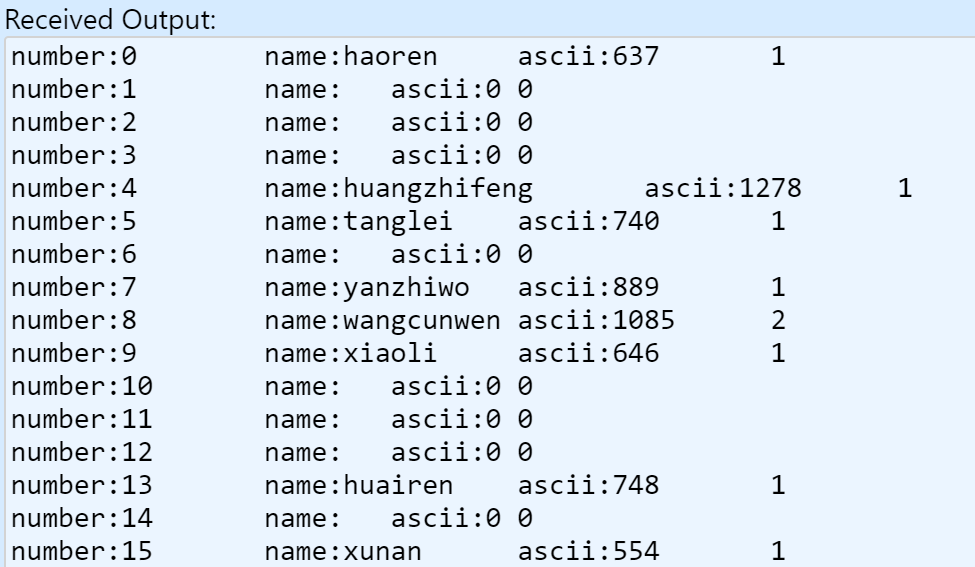 Received Output:
number:0	name:haoren	ascii:637	1
number:1	name:	ascii:0	0
number:2	name:	ascii:0	0
number:3	name:	ascii:0	0
number:4	name:huangzhifeng	ascii:1278	1
number:5	name:tanglei	ascii:740	1
number:6	name:	ascii:0	0
number:7	name:yanzhiwo	ascii:889	1
number:8	name:wangcunwen	ascii:1085	2
number:9	name:xiaoli	ascii:646	1
number:10	name:	ascii:0	0
number:11	name:	ascii:0	0
number:12	name:	ascii:0	0
number:13	name:huairen	ascii:748	1
number:14	name:	ascii:0	0
number:15	name:xunan	ascii:554	1